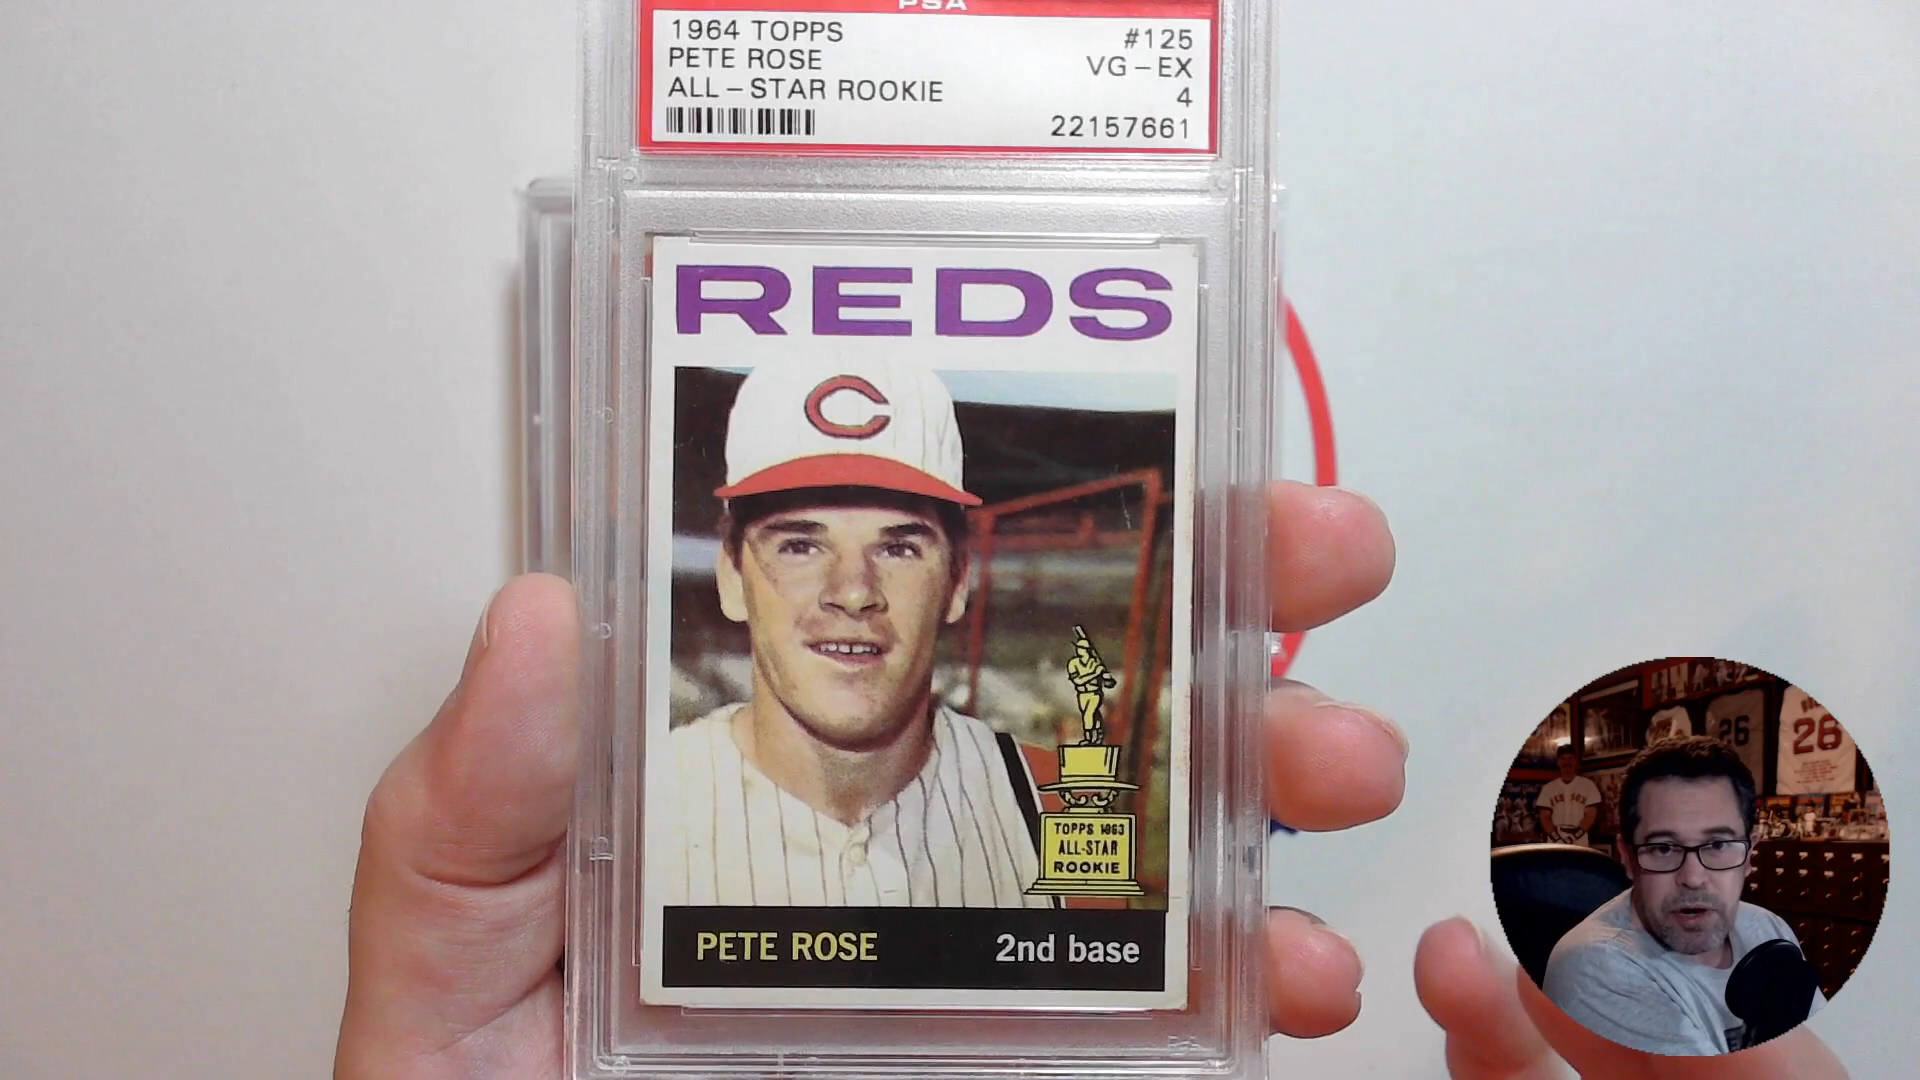 PSA
1964 TOPPS #125
PETE ROSE VG-EX
ALL-STAR ROOKIE 4
22157661
REDS
C
TOPPS 1963
ALL-STAR
ROOKIE
PETE ROSE 2nd base
26
26